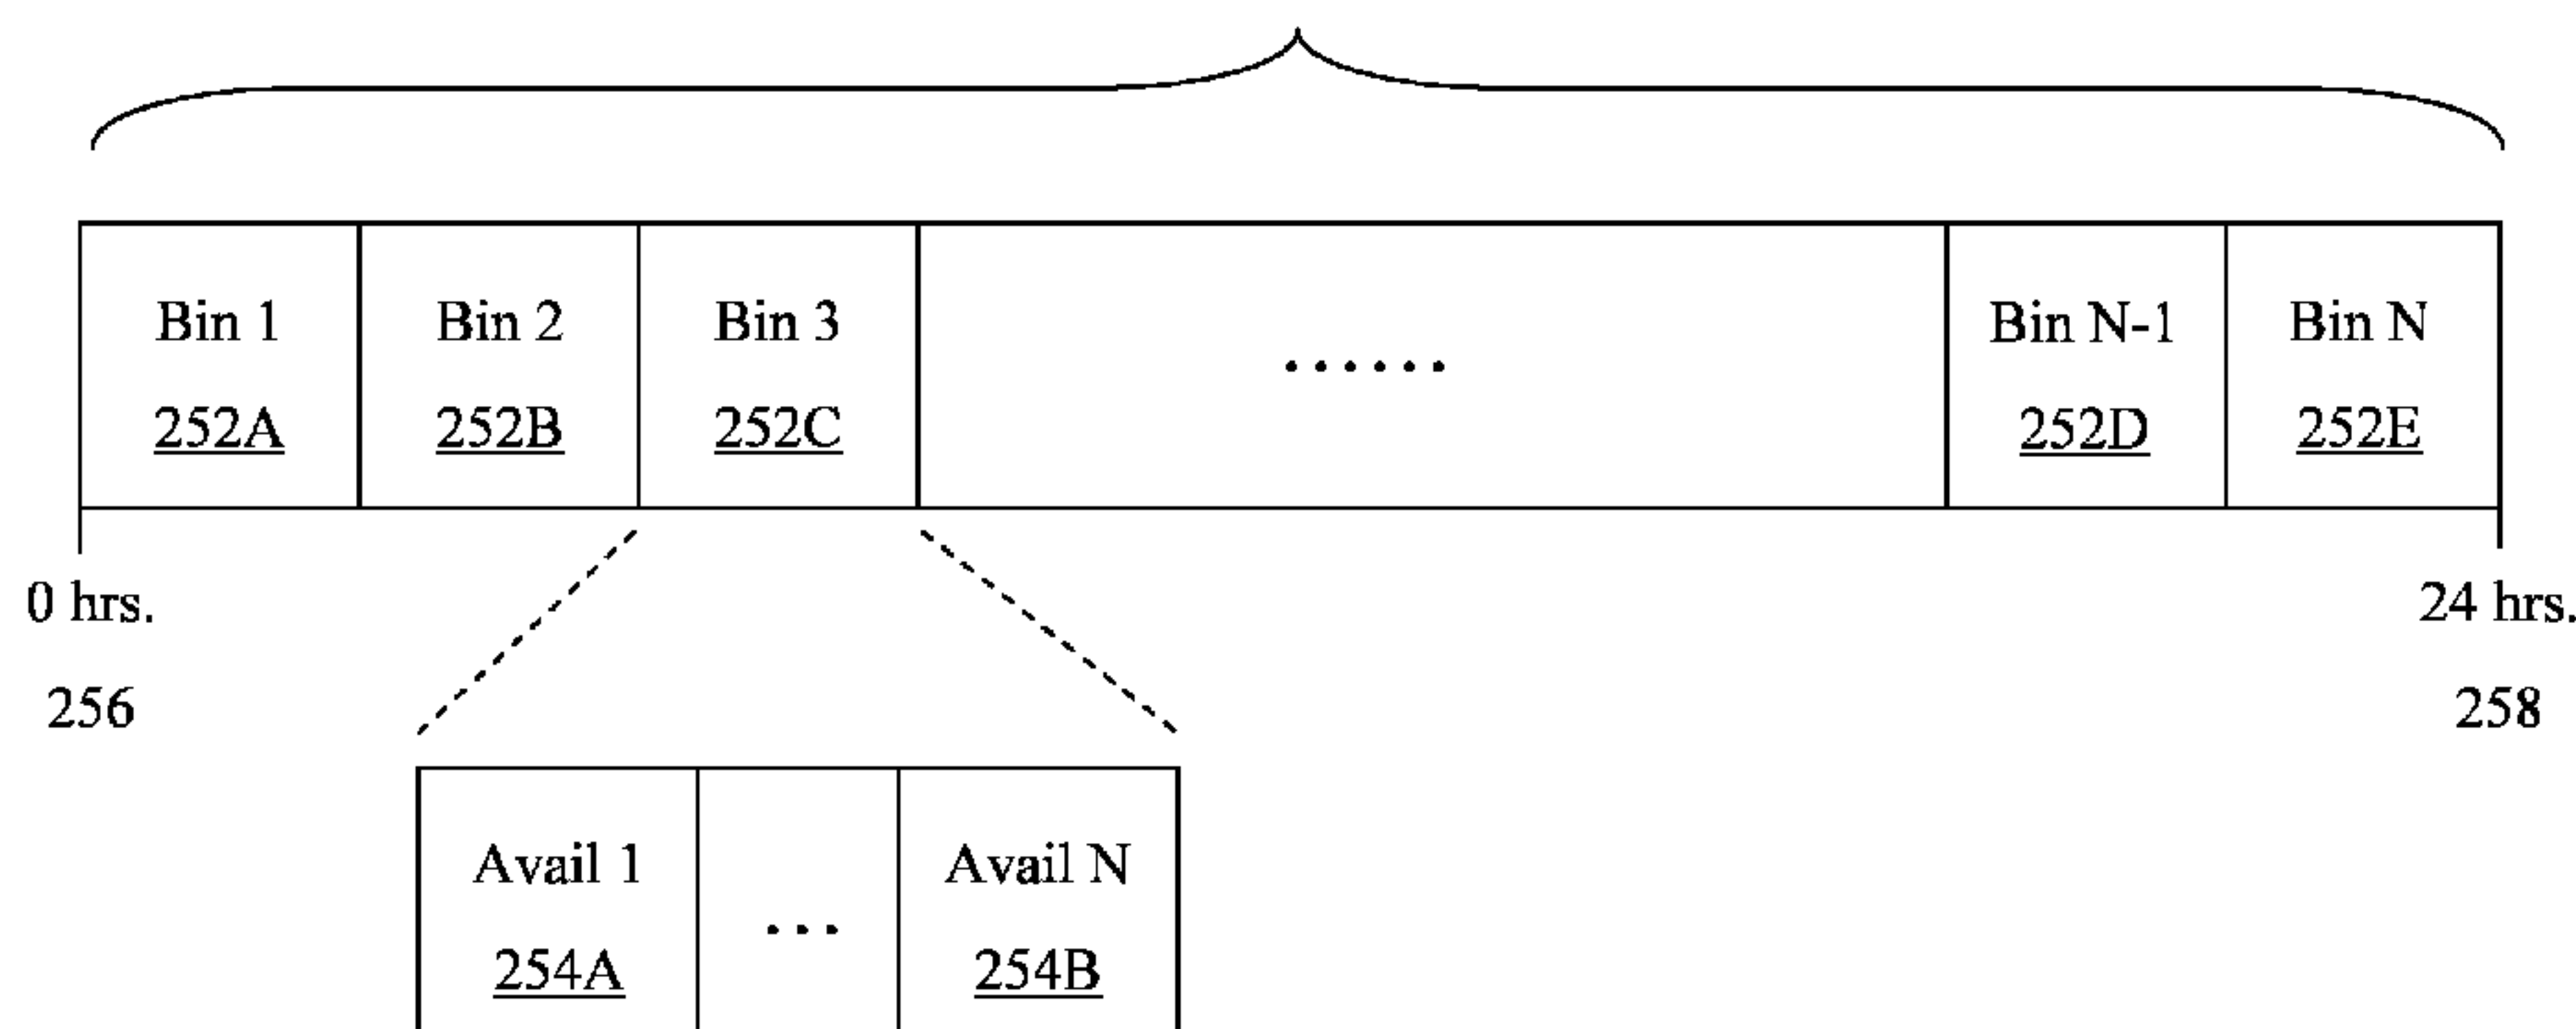 Bin 1 Bin 2 Bin 3 ...... Bin N-1 Bin N
252A 252B 252C 252D 252E
0 hrs. 24 hrs.
256 258
Avail 1 ... Avail N
254A 254B